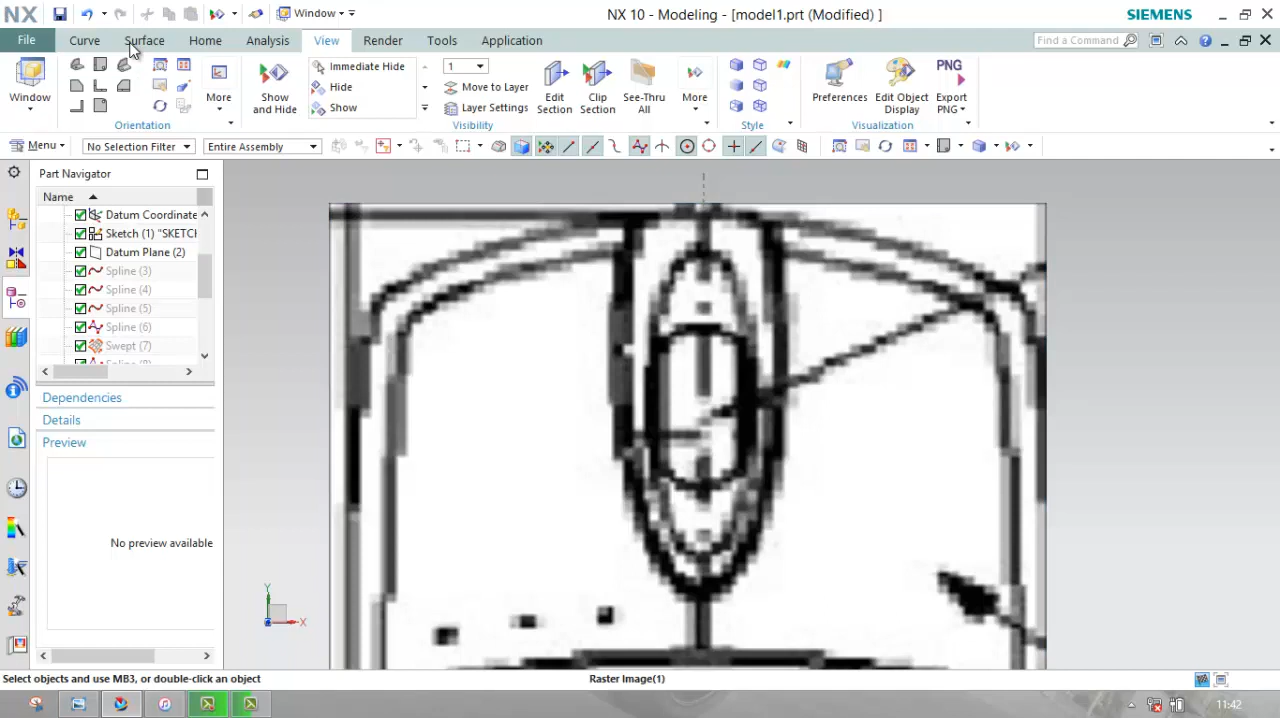 NX
Window
NX 10 - Modeling - [model1.prt (Modified) ]
SIEMENS
File
Curve
Surface
Home
Analysis
View
Render
Tools
Application
Find a Command
Window
More
Orientation
Show and Hide
Immediate Hide
Hide
Show
1
Move to Layer
Layer Settings
Edit Section
Clip Section
See-Thru All
More
Visibility
Style
Preferences
Edit Object Display
PNG
Export PNG
Visualization
Menu
No Selection Filter
Entire Assembly
Part Navigator
Name
Datum Coordinate
Sketch (1) "SKETCH
Datum Plane (2)
Spline (3)
Spline (4)
Spline (5)
Spline (6)
Swept (7)
Dependencies
Details
Preview
No preview available
Y
X
Select objects and use MB3, or double-click an object
Raster Image(1)
11:42